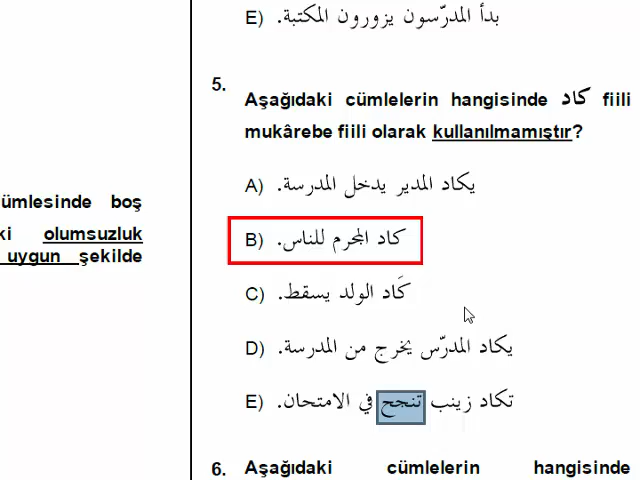 E) بدأ المدرّسون يزورون المكتبة.
5. Aşağıdaki cümlelerin hangisinde كاد fiili
mukârebe fiili olarak kullanılmamıştır?
A) يكاد المدير يدخل المدرسة.
B) كاد المجرم للناس.
C) كَاد الولد يسقط.
D) يكاد المدرّس يخرج من المدرسة.
E) تكاد زينب تنجح في الامتحان.
6. Aşağıdaki cümlelerin hangisinde
ümlesinde boş
ki olumsuzluk
uygun şekilde